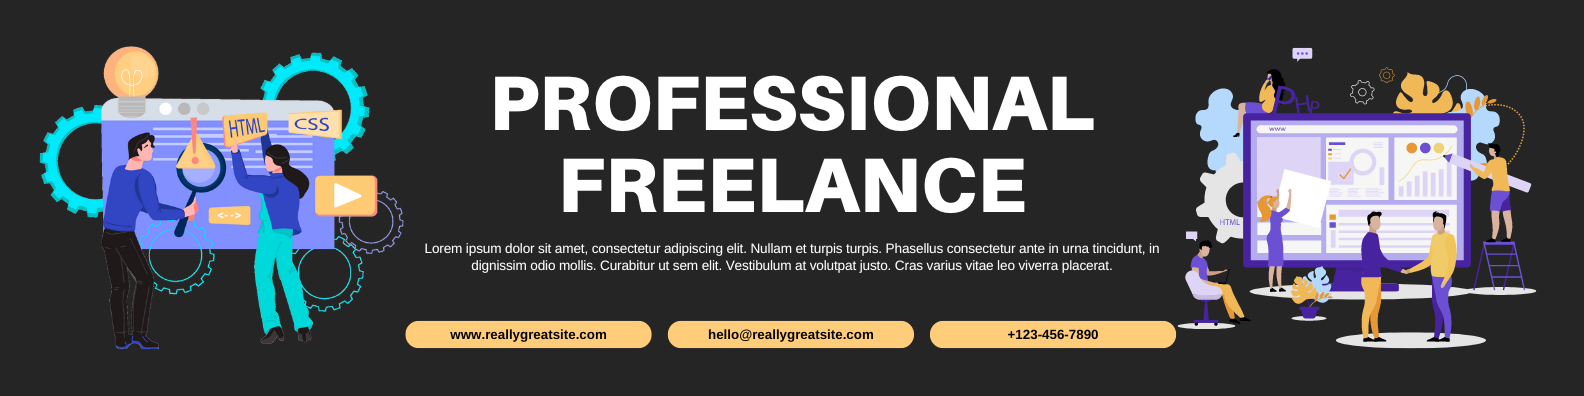 PROFESSIONAL
FREELANCE
Lorem ipsum dolor sit amet, consectetur adipiscing elit. Nullam et turpis turpis. Phasellus consectetur ante in urna tincidunt, in
dignissim odio mollis. Curabitur ut sem elit. Vestibulum at volutpat justo. Cras varius vitae leo viverra placerat.
www.reallygreatsite.com
hello@reallygreatsite.com
+123-456-7890
HTML
CSS
<-->
PHP
www
HTML